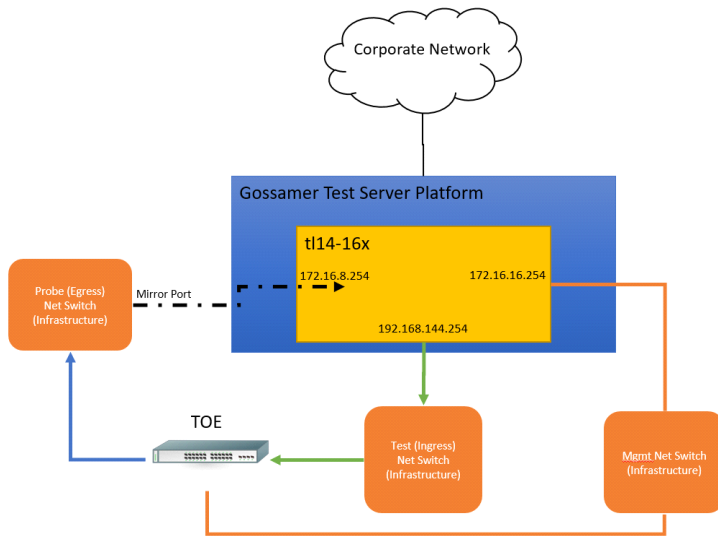 Corporate Network
Gossamer Test Server Platform
tl14-16x
172.16.8.254
172.16.16.254
192.168.144.254
Probe (Egress)
Net Switch
(Infrastructure)
Mirror Port
TOE
Test (Ingress)
Net Switch
(Infrastructure)
Mgmt Net Switch
(Infrastructure)